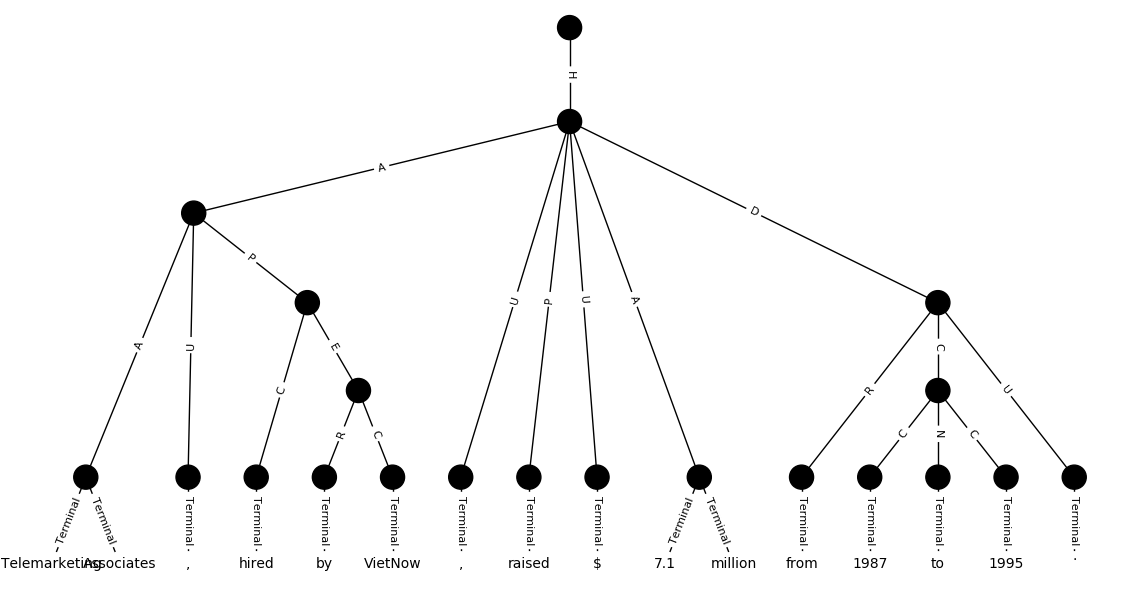 H
A
D
P
U
P
U
A
A
U
E
C
C
R
U
R
C
C
N
C
Terminal Terminal Terminal Terminal Terminal Terminal Terminal Terminal Terminal Terminal Terminal Terminal Terminal Terminal Terminal Terminal
Telemarketing Associates , hired by VietNow , raised $ 7.1 million from 1987 to 1995 .